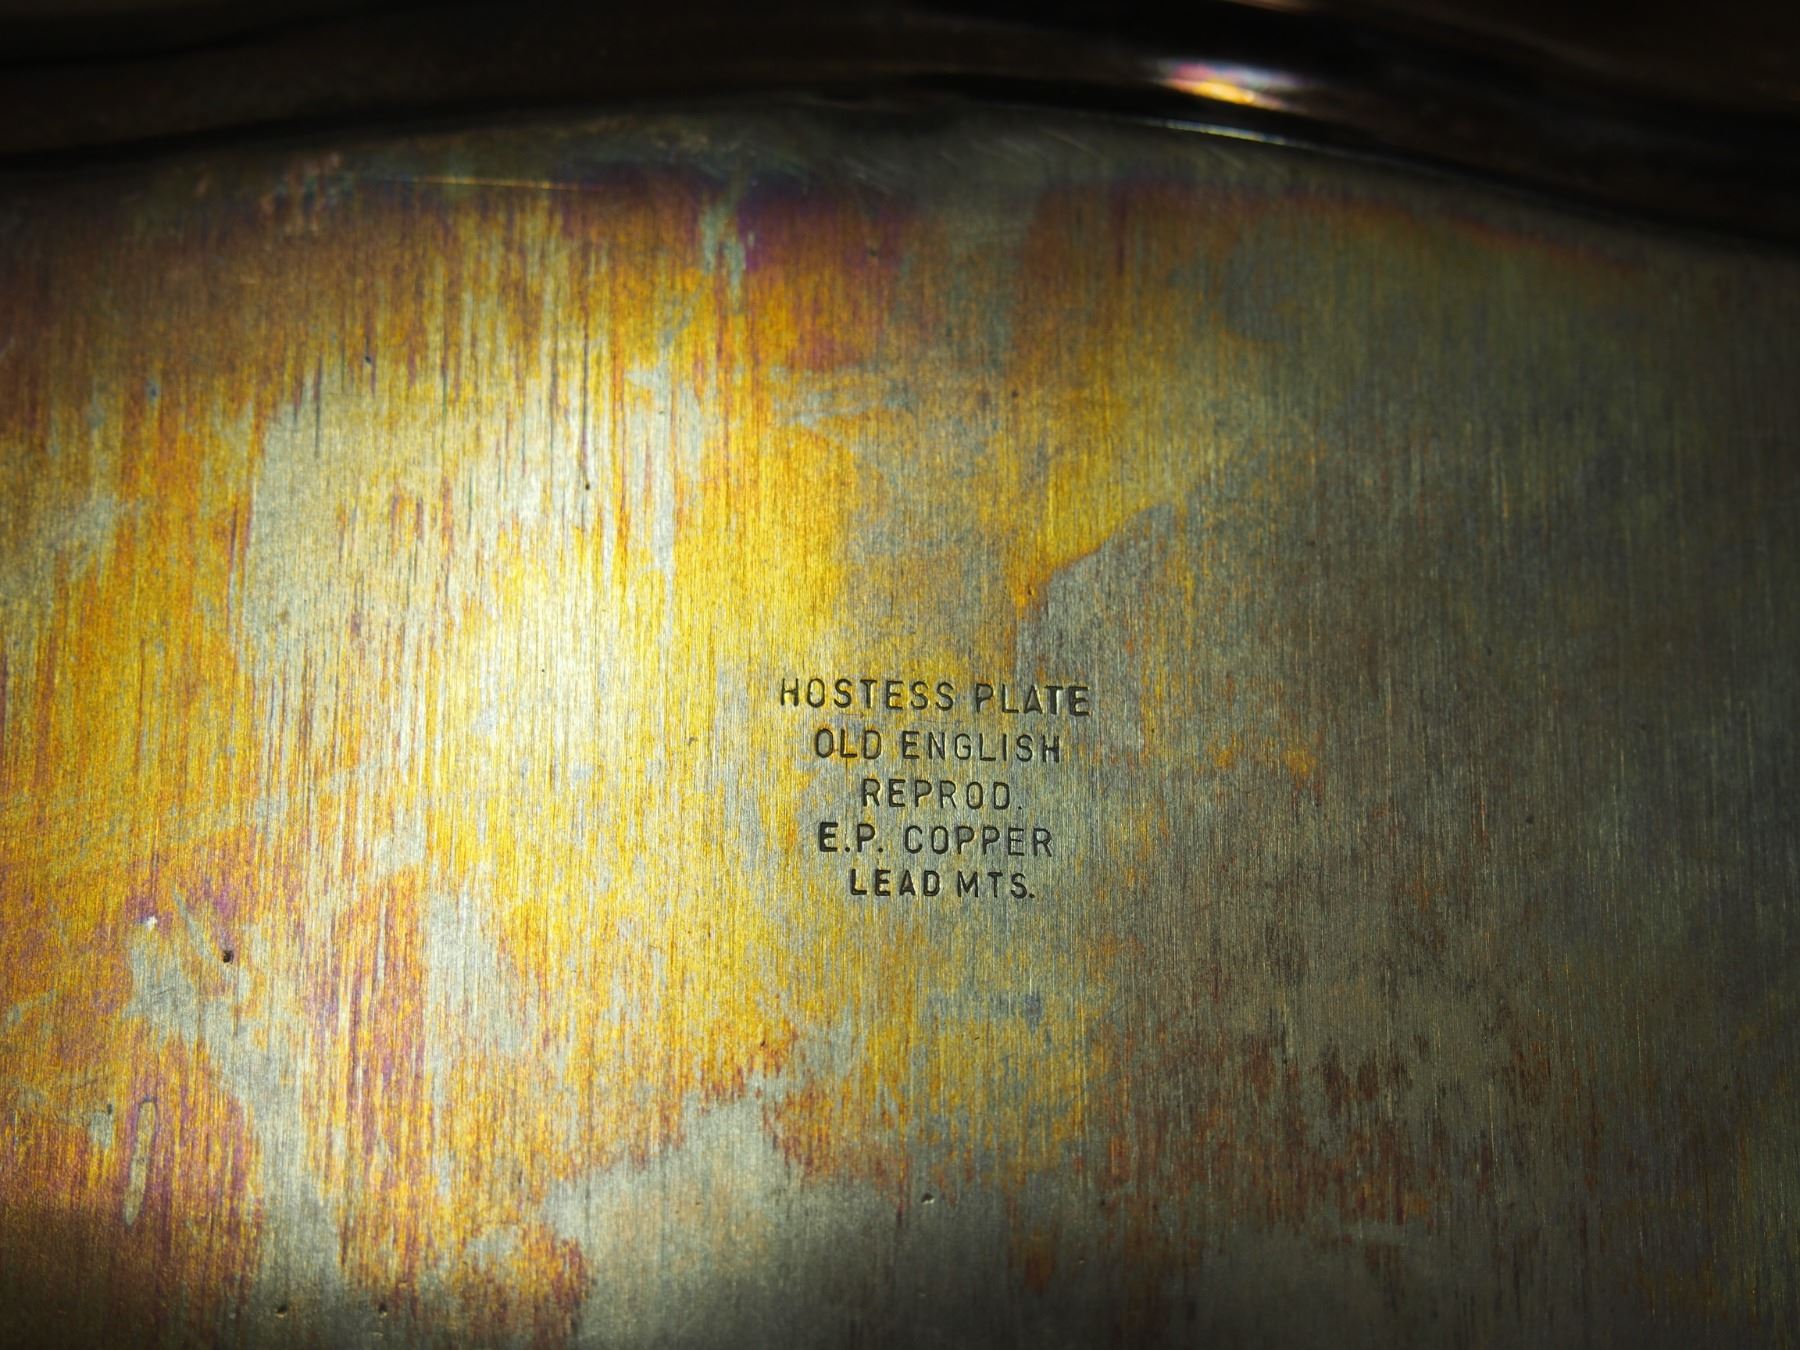 HOSTESS PLATE
OLD ENGLISH
REPROD.
E.P. COPPER
LEAD MTS.